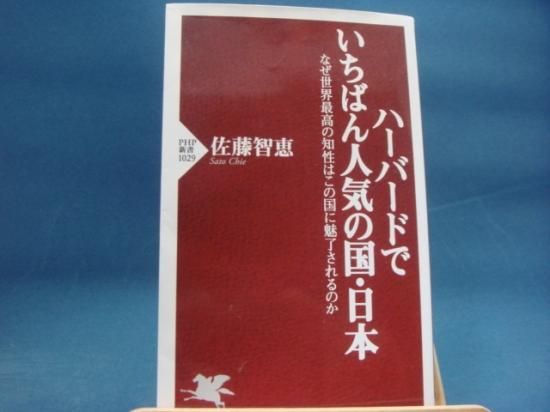 ハーバードで
いちばん人気の国・日本
なぜ世界最高の知性はこの国に魅了されるのか
佐藤智恵
Sato Chie
PHP
新書
1029